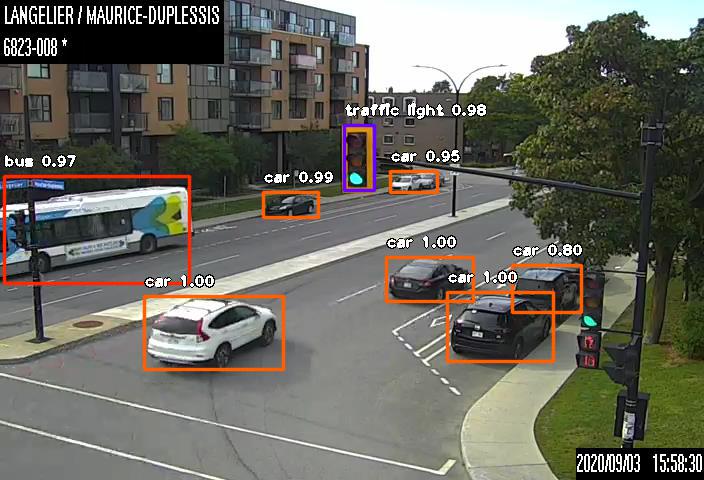 LANGELIER / MAURICE-DUPLESSIS
6823-008 *
traffic light 0.98
bus 0.97
car 0.99
car 0.95
car 1.00
car 0.80
car 1.00
car 1.00
2020/09/03 15:58:30